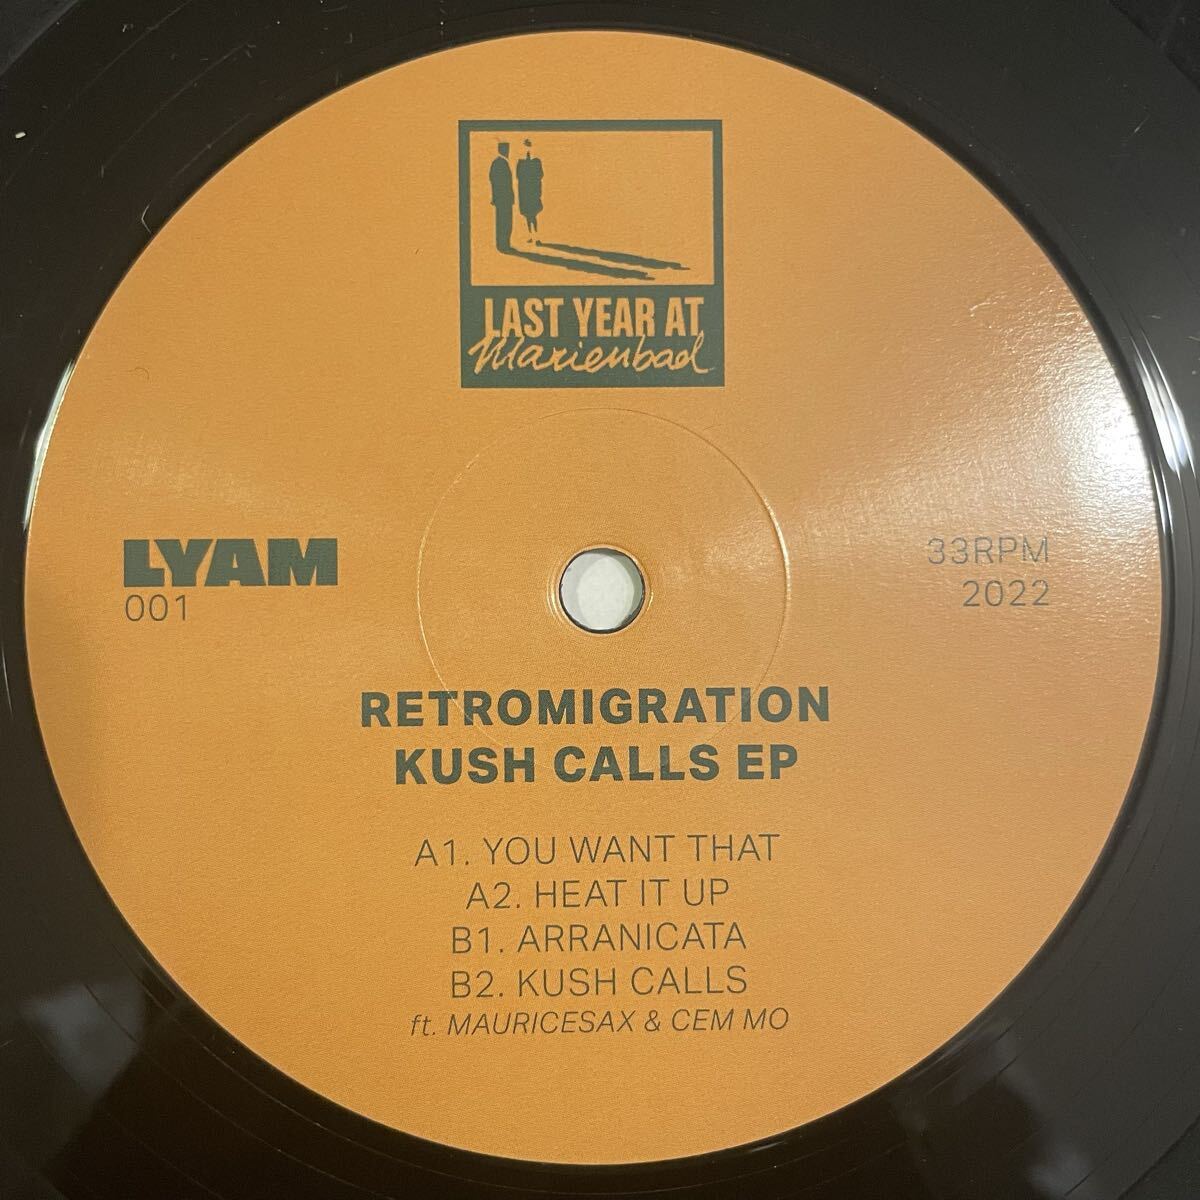 LAST YEAR AT
Marienbad
LYAM
001
33RPM
2022
RETROMIGRATION
KUSH CALLS EP
A1. YOU WANT THAT
A2. HEAT IT UP
B1. ARRANICATA
B2. KUSH CALLS
ft. MAURICESAX & CEM MO